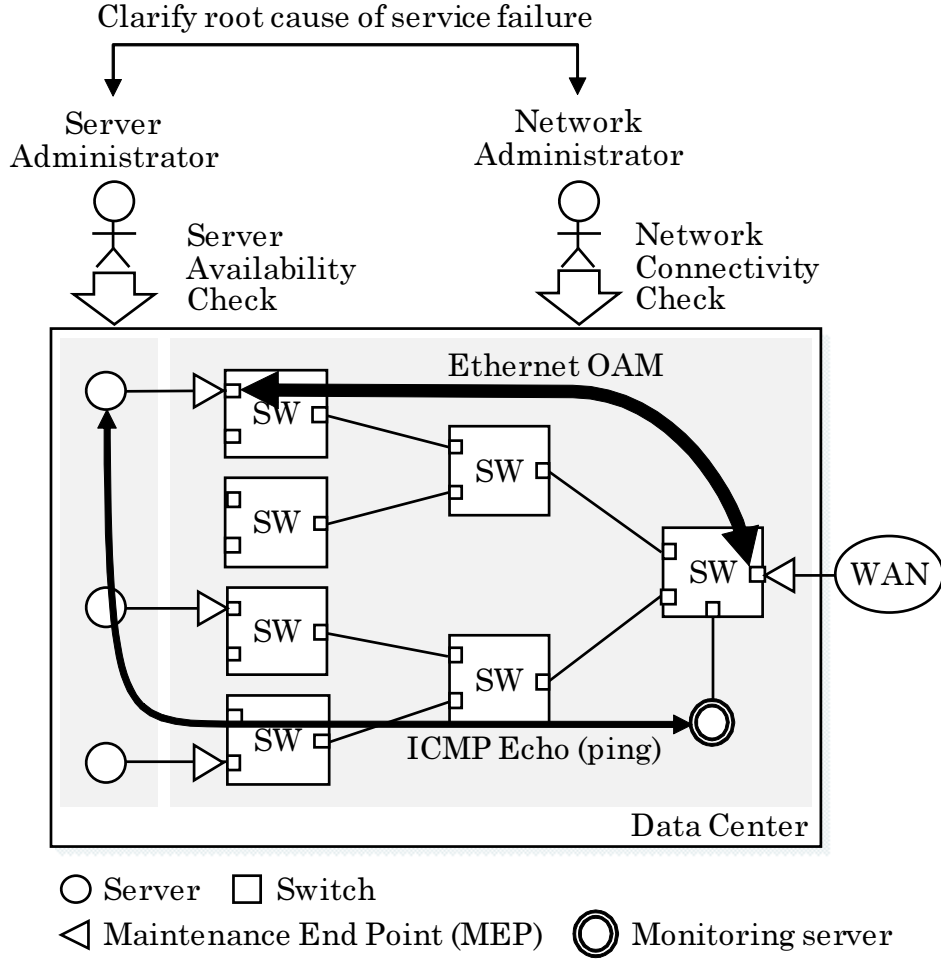 Clarify root cause of service failure
Server
Administrator
Network
Administrator
Server
Availability
Check
Network
Connectivity
Check
Ethernet OAM
SW
SW
SW
SW
WAN
SW
SW
SW
ICMP Echo (ping)
Data Center
Server
Switch
Maintenance End Point (MEP)
Monitoring server